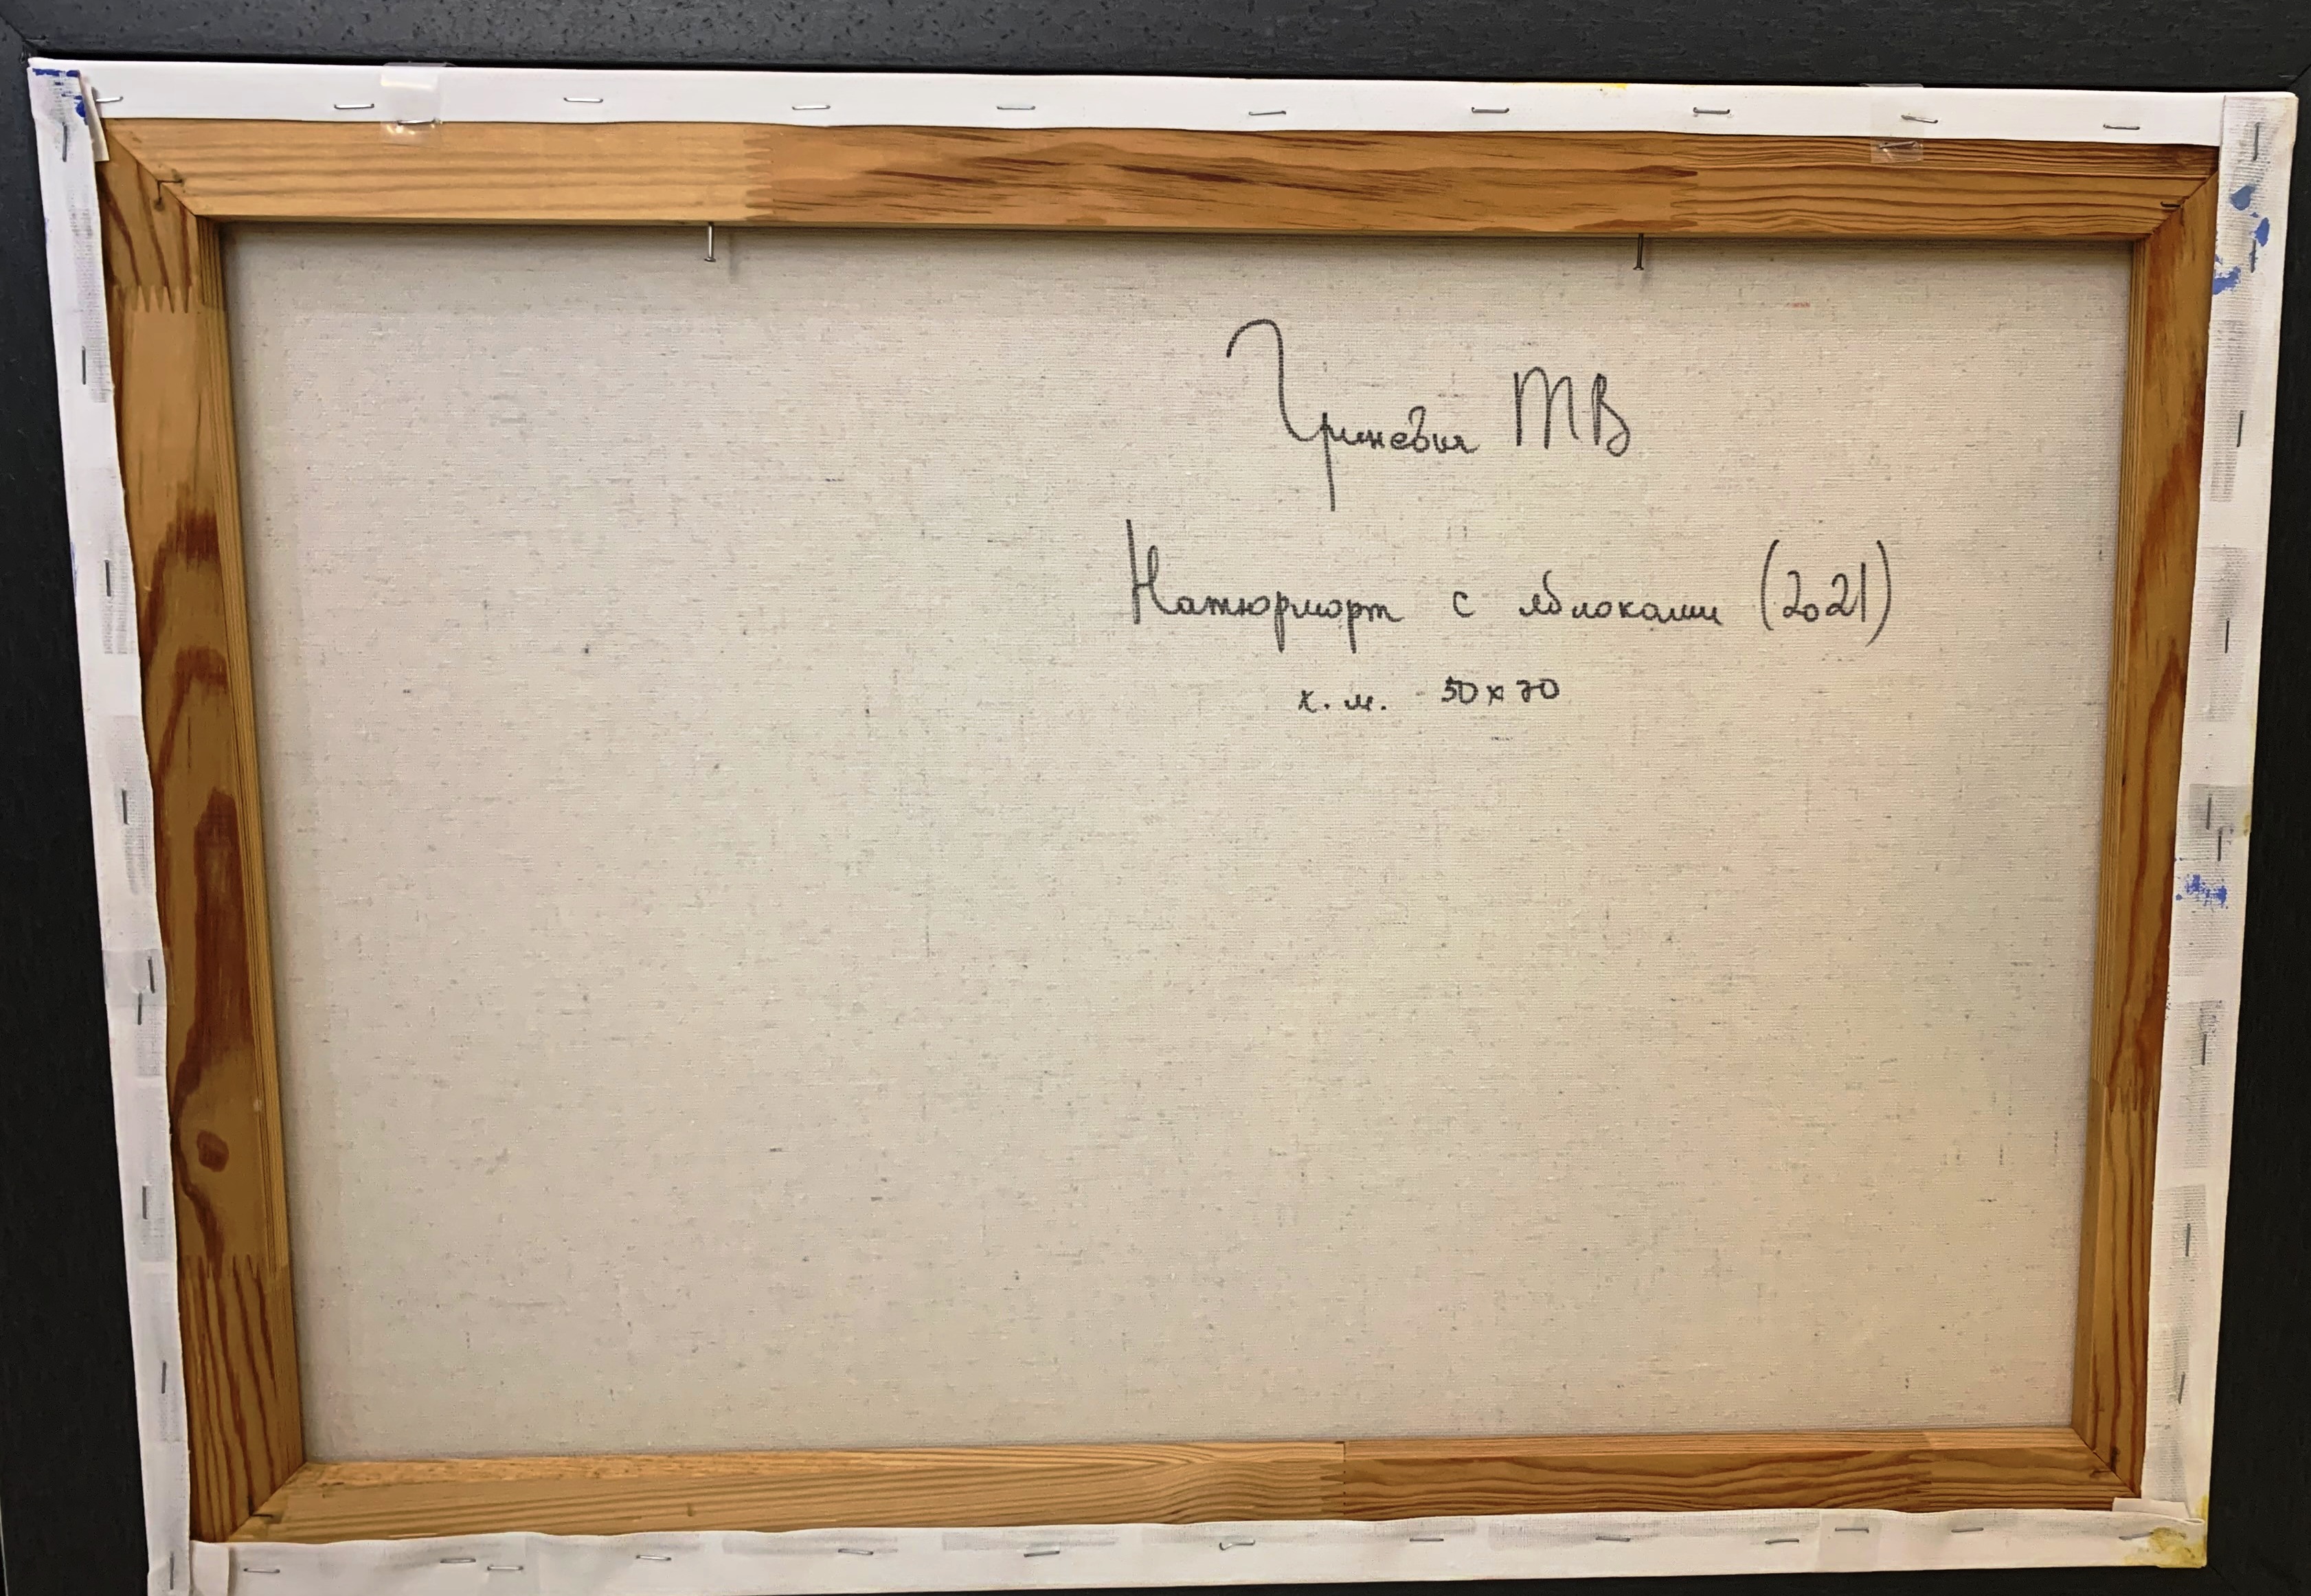 Гриневич ТВ
Натюрморт с яблоками (2021)
х.м. 50х70